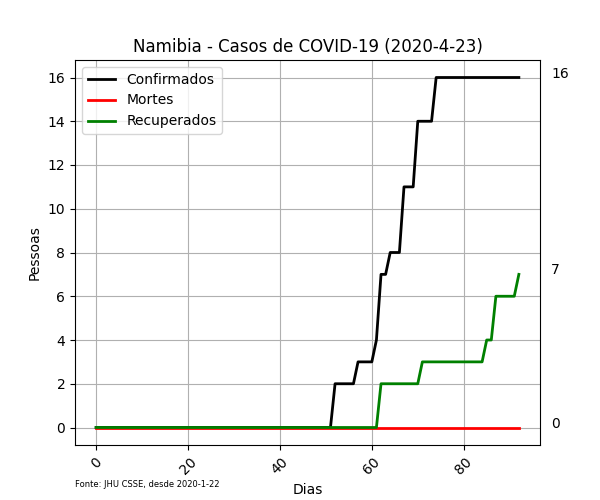 Namibia - Casos de COVID-19 (2020-4-23)
Confirmados
Mortes
Recuperados
Pessoas
16
14
12
10
8
6
4
2
0
16
7
0
0
20
40
60
80
Dias
Fonte: JHU CSSE, desde 2020-1-22